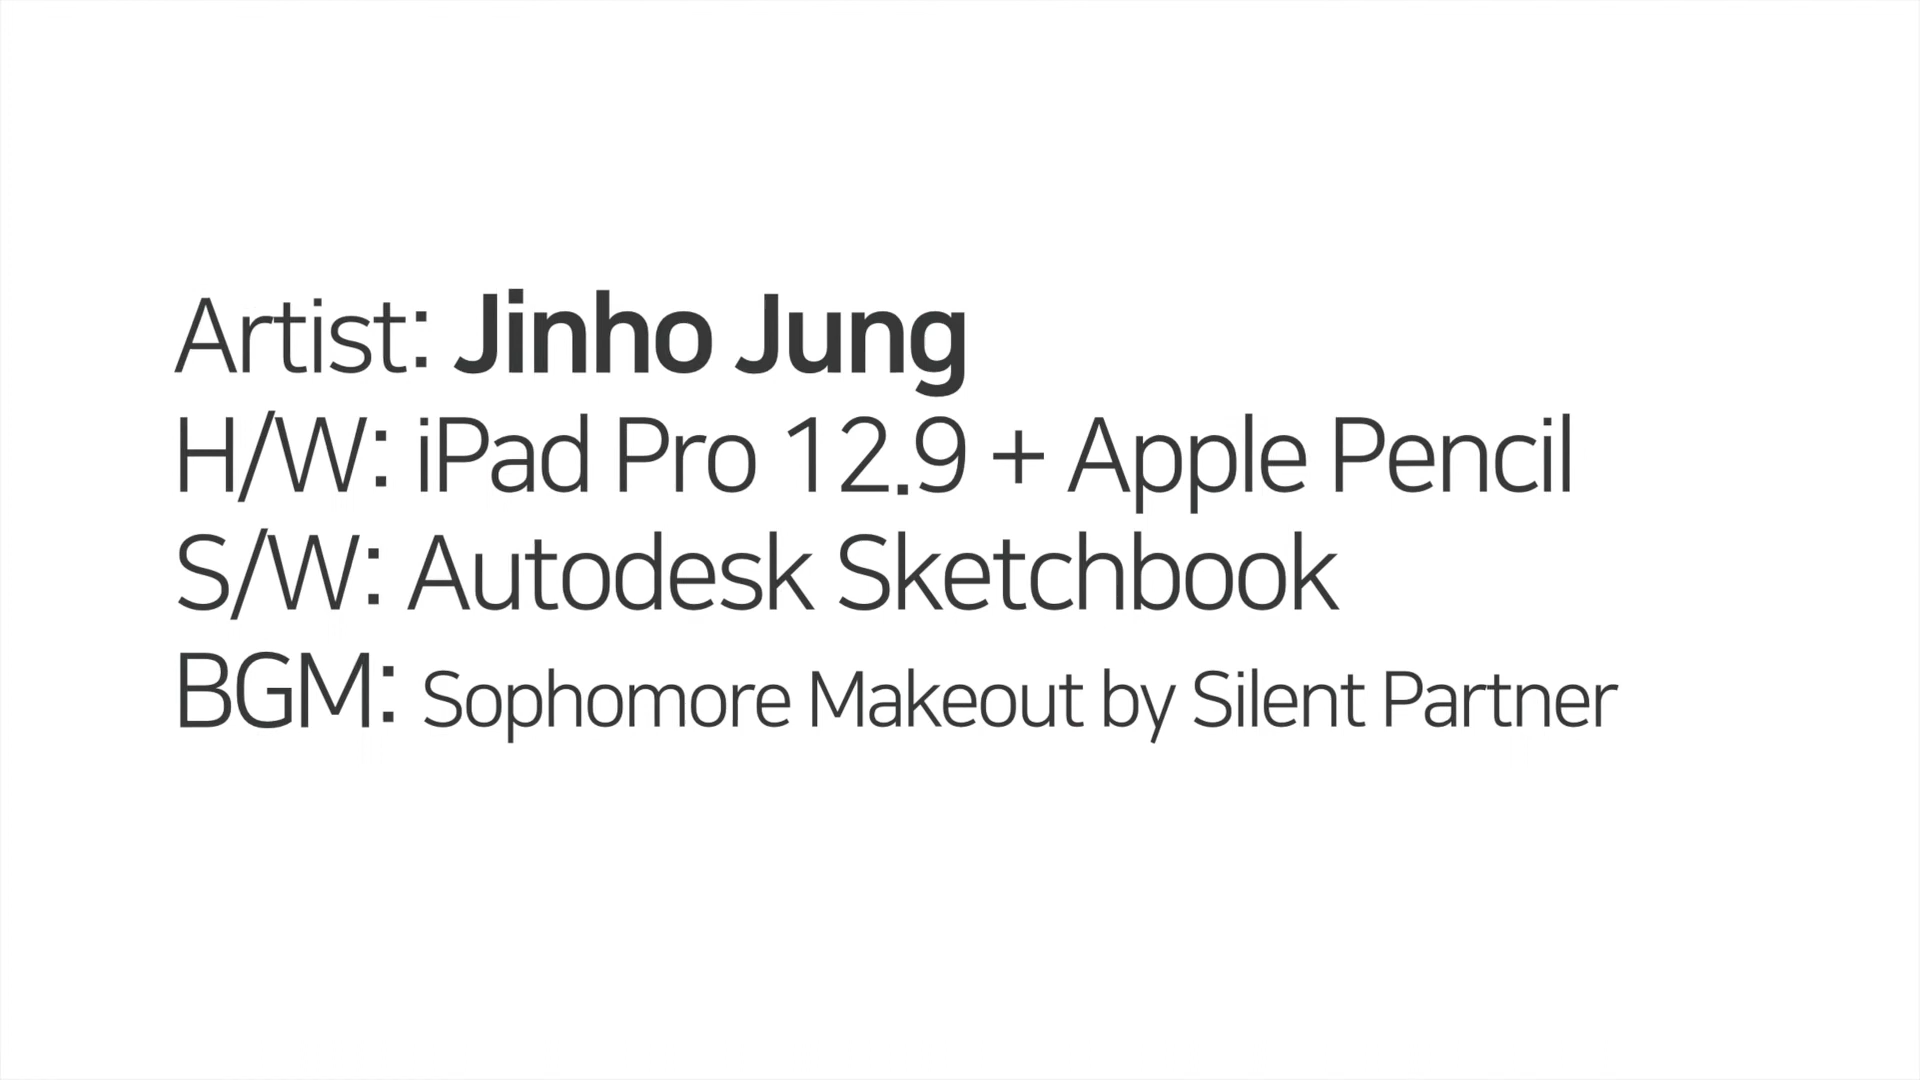 Artist: Jinho Jung
H/W: iPad Pro 12.9 + Apple Pencil
S/W: Autodesk Sketchbook
BGM: Sophomore Makeout by Silent Partner